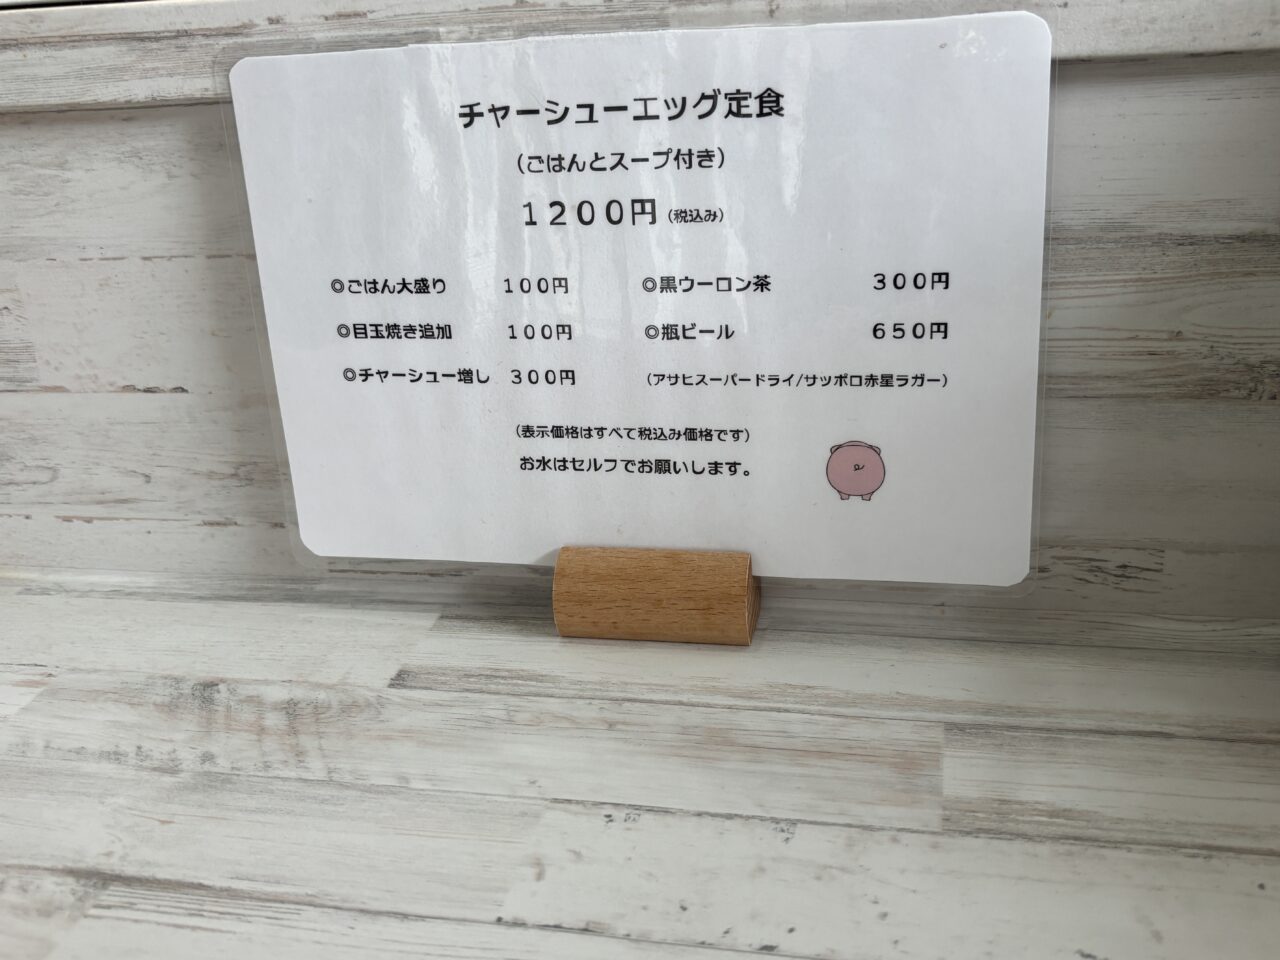 チャーシューエッグ定食
（ごはんとスープ付き）
１２００円（税込み）
◎ごはん大盛り　１００円　◎黒ウーロン茶　３００円
◎目玉焼き追加　１００円　◎瓶ビール　６５０円
◎チャーシュー増し　３００円　（アサヒスーパードライ/サッポロ赤星ラガー）
（表示価格はすべて税込み価格です）
お水はセルフでお願いします。